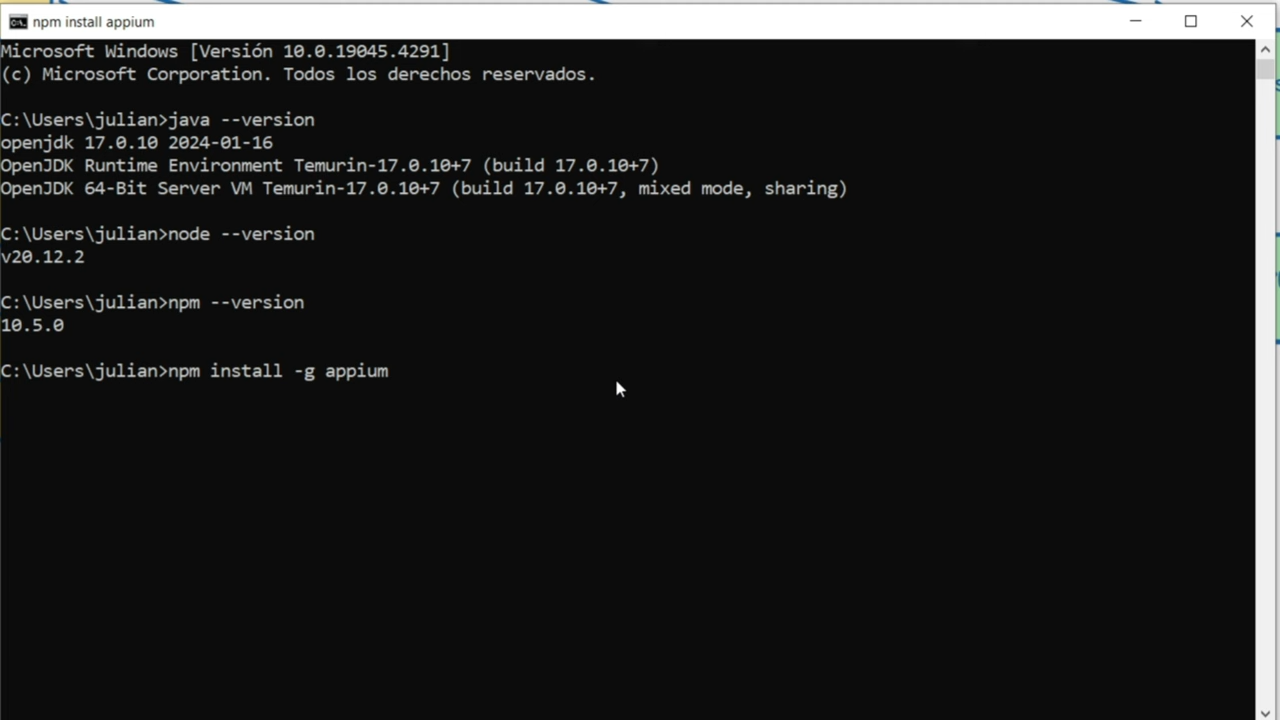 npm install appium
Microsoft Windows [Versión 10.0.19045.4291]
(c) Microsoft Corporation. Todos los derechos reservados.
C:\Users\julian>java --version
openjdk 17.0.10 2024-01-16
OpenJDK Runtime Environment Temurin-17.0.10+7 (build 17.0.10+7)
OpenJDK 64-Bit Server VM Temurin-17.0.10+7 (build 17.0.10+7, mixed mode, sharing)
C:\Users\julian>node --version
v20.12.2
C:\Users\julian>npm --version
10.5.0
C:\Users\julian>npm install -g appium